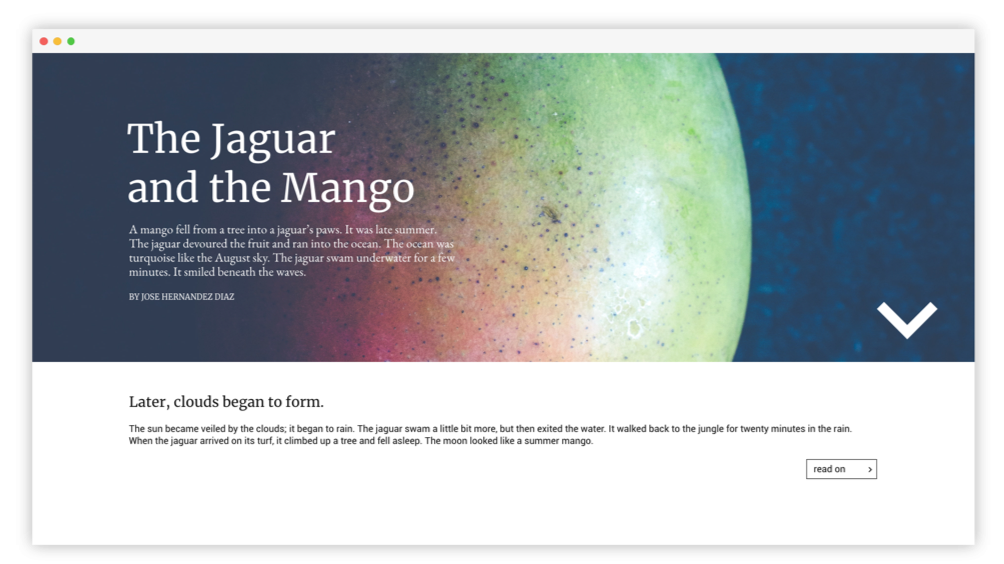 The Jaguar
and the Mango
A mango fell from a tree into a jaguar’s paws. It was late summer.
The jaguar devoured the fruit and ran into the ocean. The ocean was
turquoise like the August sky. The jaguar swam underwater for a few
minutes. It smiled beneath the waves.
BY JOSE HERNANDEZ DIAZ
Later, clouds began to form.
The sun became veiled by the clouds; it began to rain. The jaguar swam a little bit more, but then exited the water. It walked back to the jungle for twenty minutes in the rain.
When the jaguar arrived on its turf, it climbed up a tree and fell asleep. The moon looked like a summer mango.
read on